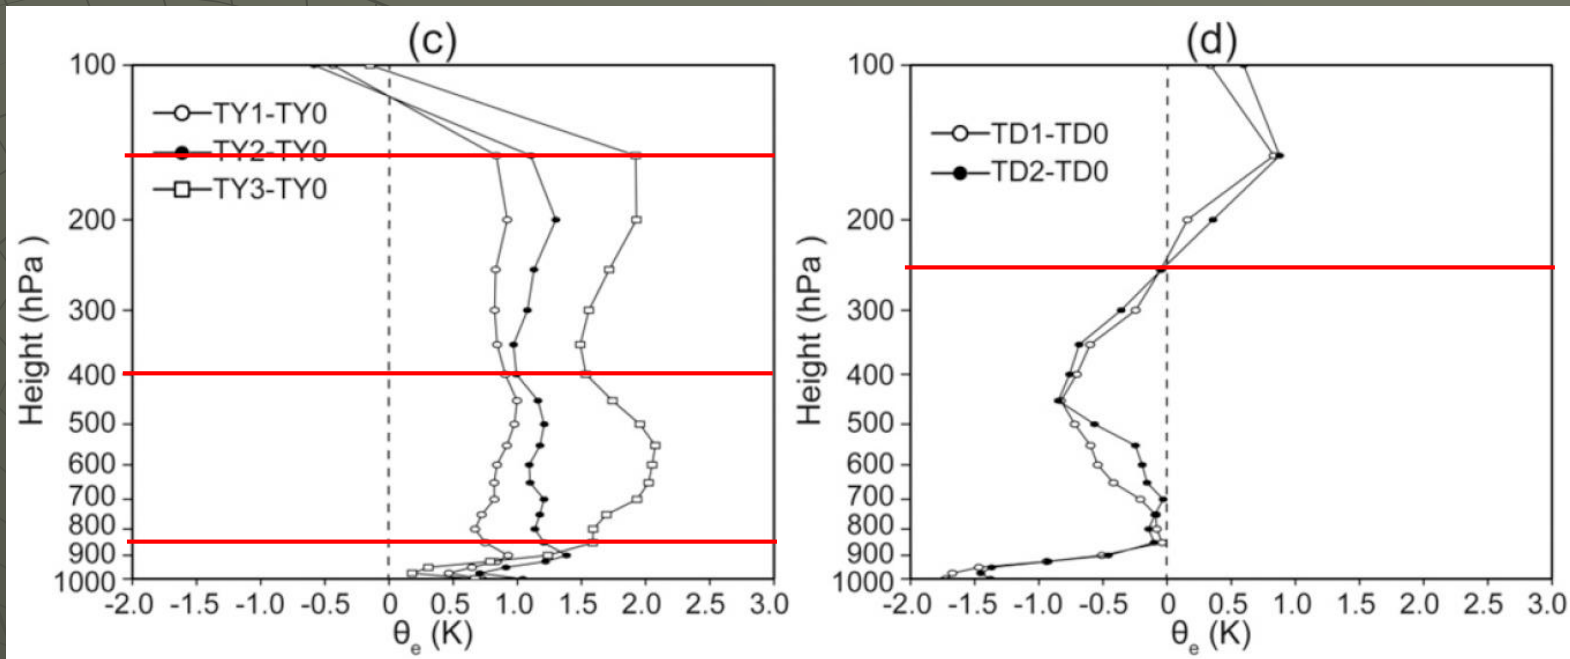 (c)
100
200
300
400
500
600
700
800
900
1000
Height (hPa )
TY1-TY0
TY2-TY0
TY3-TY0
-2.0 -1.5 -1.0 -0.5 0 0.5 1.0 1.5 2.0 2.5 3.0
θe (K)
(d)
100
200
300
400
500
600
700
800
900
1000
Height (hPa )
TD1-TD0
TD2-TD0
-2.0 -1.5 -1.0 -0.5 0 0.5 1.0 1.5 2.0 2.5 3.0
θe (K)